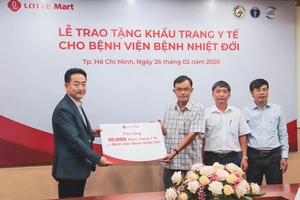 LOTTE Mart
LỄ TRAO TẶNG KHẨU TRANG Y TẾ
CHO BỆNH VIỆN BỆNH NHIỆT ĐỚI
Tp. Hồ Chí Minh, Ngày 26 tháng 02 năm 2020
Trao Tặng
30,000 Khẩu Trang Y Tế
Bệnh Viện Bệnh Nhiệt Đới